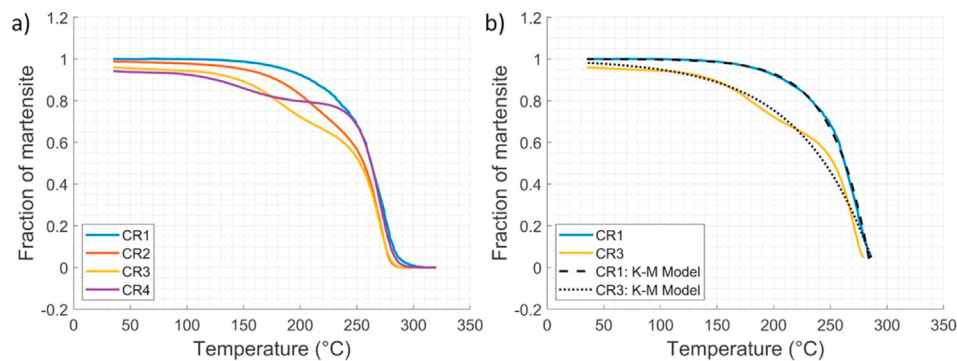 a)
Fraction of martensite
1.2
1
0.8
0.6
0.4
0.2
0
-0.2
CR1
CR2
CR3
CR4
0 50 100 150 200 250 300 350
Temperature (°C)
b)
Fraction of martensite
1.2
1
0.8
0.6
0.4
0.2
0
-0.2
CR1
CR3
CR1: K-M Model
CR3: K-M Model
0 50 100 150 200 250 300 350
Temperature (°C)